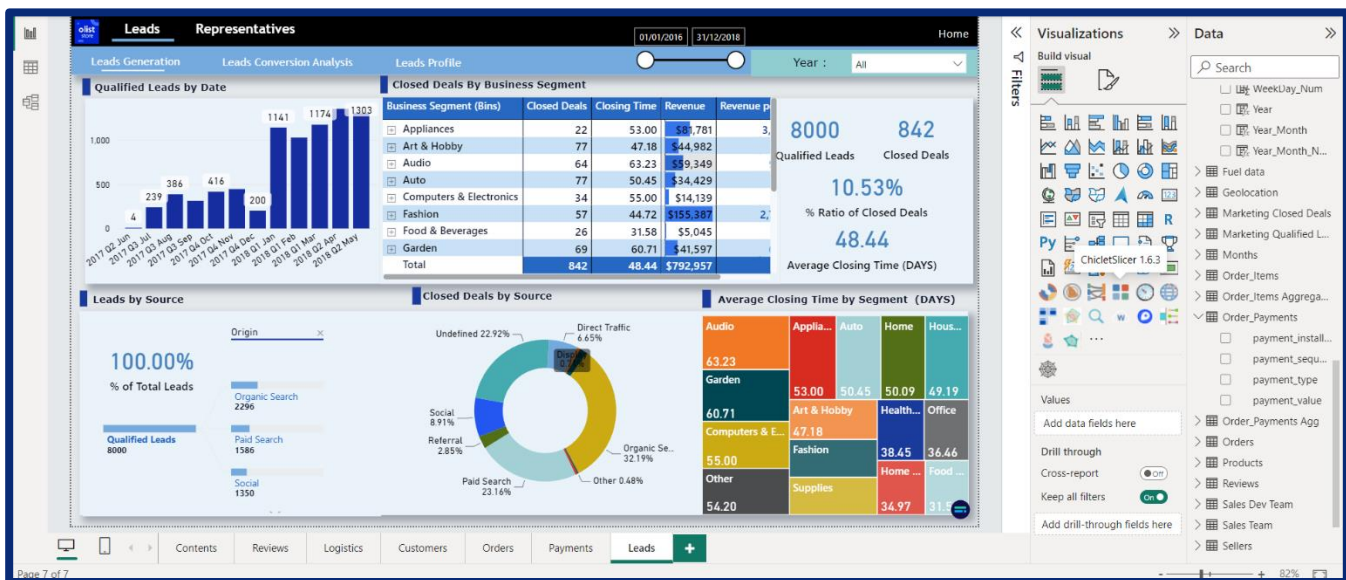 olist
store
Leads
Representatives
01/01/2016
31/12/2018
Home
Leads Generation
Leads Conversion Analysis
Leads Profile
Year :
All
Qualified Leads by Date
1,000
500
0
4
239
386
416
200
1141
1174
1303
2017 Q2 Jun
2017 Q3 Jul
2017 Q3 Aug
2017 Q3 Sep
2017 Q4 Oct
2017 Q4 Nov
2017 Q4 Dec
2018 Q1 Jan
2018 Q1 Feb
2018 Q1 Mar
2018 Q2 Apr
2018 Q2 May
Closed Deals By Business Segment
Business Segment (Bins) Closed Deals Closing Time Revenue Revenue p
Appliances 22 53.00 $81,781 3,
Art & Hobby 77 47.18 $44,982
Audio 64 63.23 $59,349
Auto 77 50.45 $34,429
Computers & Electronics 34 55.00 $14,139
Fashion 57 44.72 $155,387 2,
Food & Beverages 26 31.58 $5,045
Garden 69 60.71 $41,597
Total 842 48.44 $792,957
8000
Qualified Leads
842
Closed Deals
10.53%
% Ratio of Closed Deals
48.44
Average Closing Time (DAYS)
Leads by Source
100.00%
% of Total Leads
Qualified Leads
8000
Origin
Organic Search
2296
Paid Search
1586
Social
1350
Closed Deals by Source
Undefined 22.92%
Direct Traffic
6.65%
Social
8.91%
Referral
2.85%
Paid Search
23.16%
Other 0.48%
Organic Se...
32.19%
Average Closing Time by Segment (DAYS)
Audio
63.23
Garden
60.71
Computers & E...
55.00
Other
54.20
Applia...
53.00
Auto
50.45
Home
50.09
Hous...
49.19
Art & Hobby
47.18
Fashion
Supplies
Health...
38.45
Office
36.46
Home ...
34.97
Food ...
Filters
Visualizations
Build visual
ChicletSlicer 1.6.3
Values
Add data fields here
Drill through
Cross-report
Off
Keep all filters
On
Add drill-through fields here
Data
Search
WeekDay_Num
Year
Year_Month
Year_Month_N...
Fuel data
Geolocation
Marketing Closed Deals
Marketing Qualified L...
Months
Order_Items
Order_Items Aggrega...
Order_Payments
payment_install...
payment_sequ...
payment_type
payment_value
Order_Payments Agg
Orders
Products
Reviews
Sales Dev Team
Sales Team
Sellers
Contents
Reviews
Logistics
Customers
Orders
Payments
Leads
Page 7 of 7
82%